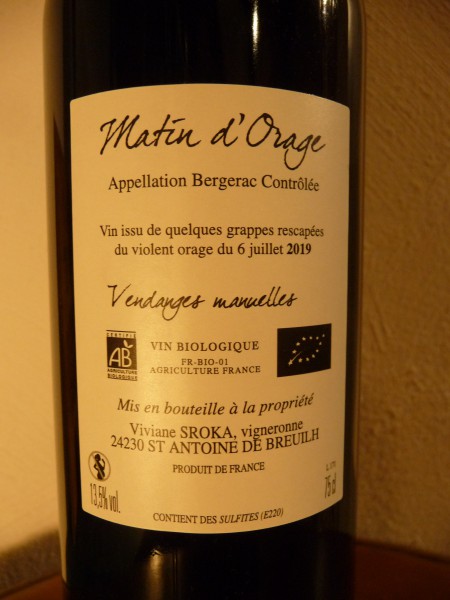 Matin d'Orage
Appellation Bergerac Contrôlée
Vin issu de quelques grappes rescapées
du violent orage du 6 juillet 2019
Vendanges manuelles
CERTIFIÉ
AB
AGRICULTURE
BIOLOGIQUE
VIN BIOLOGIQUE
FR-BIO-01
AGRICULTURE FRANCE
Mis en bouteille à la propriété
Viviane SROKA, vigneronne
24230 ST ANTOINE DE BREUILH
PRODUIT DE FRANCE
13,5% vol.
75 cl
CONTIENT DES SULFITES (E220)